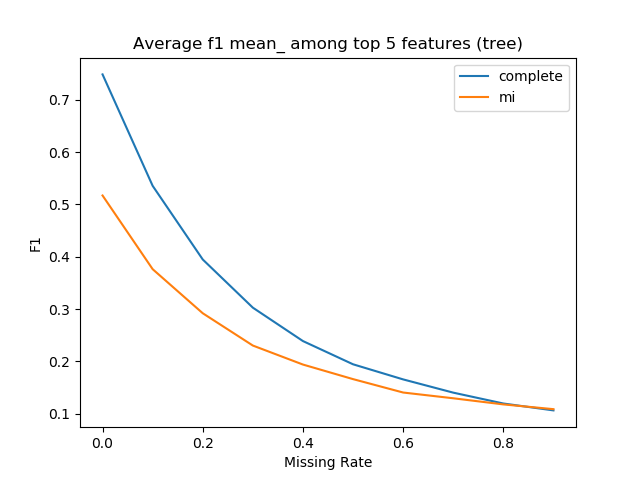 Average f1 mean_ among top 5 features (tree)
complete
mi
0.7
0.6
0.5
0.4
0.3
0.2
0.1
F1
0.0 0.2 0.4 0.6 0.8
Missing Rate